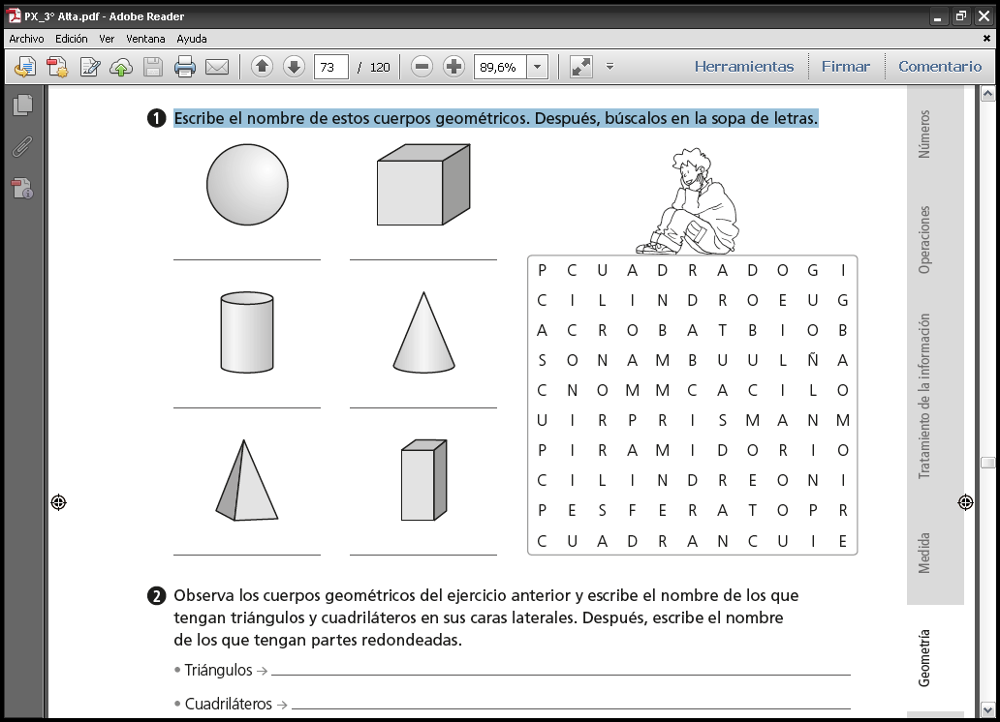 PX_3º Alta.pdf - Adobe Reader
Archivo Edición Ver Ventana Ayuda
73 / 120 89,6% Herramientas Firmar Comentario
1 Escribe el nombre de estos cuerpos geométricos. Después, búscalos en la sopa de letras.
P C U A D R A D O G I
C I L I N D R O E U G
A C R O B A T B I O B
S O N A M B U U L Ñ A
C N O M M C A C I L O
U I R P R I S M A N M
P I R A M I D O R I O
C I L I N D R E O N I
P E S F E R A T O P R
C U A D R A N C U I E
2 Observa los cuerpos geométricos del ejercicio anterior y escribe el nombre de los que
tengan triángulos y cuadriláteros en sus caras laterales. Después, escribe el nombre
de los que tengan partes redondeadas.
• Triángulos →
• Cuadriláteros →
Números
Operaciones
Tratamiento de la información
Medida
Geometría